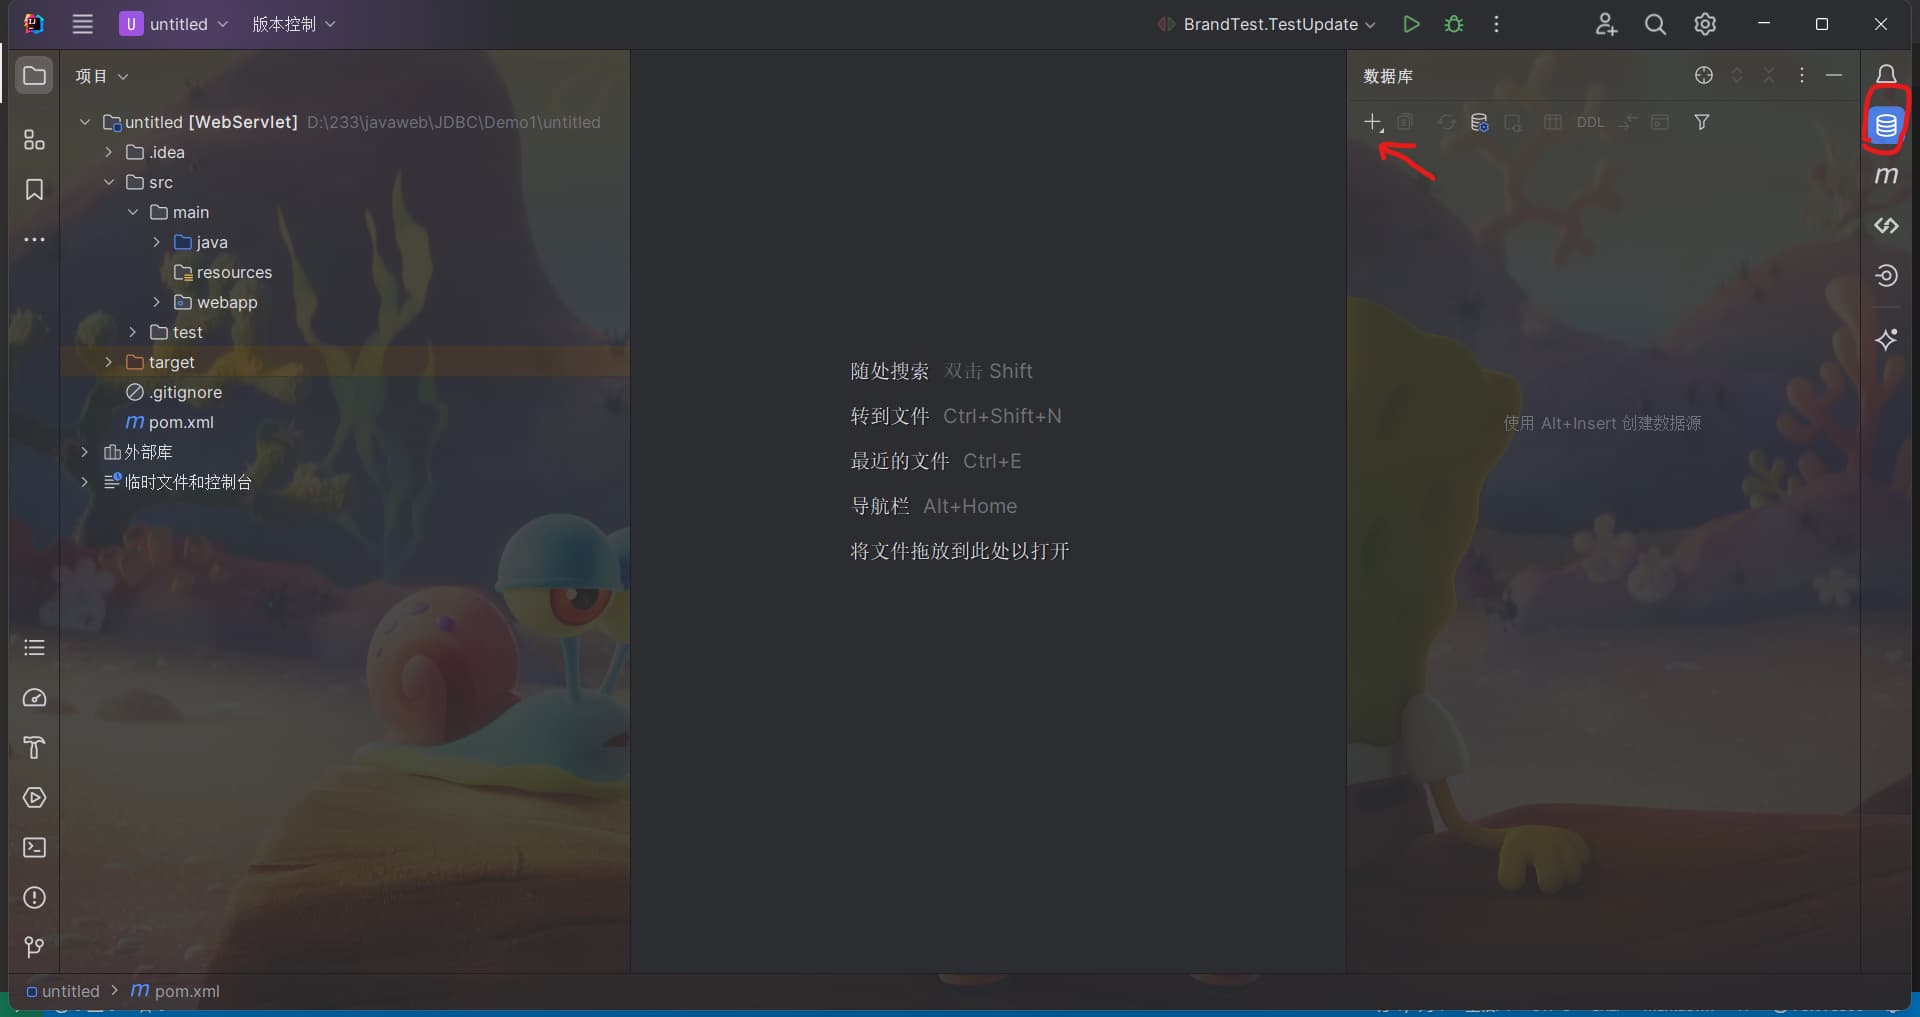 U untitled 版本控制 BrandTest.TestUpdate
项目
untitled [WebServlet] D:\233\javaweb\JDBC\Demo1\untitled
.idea
src
main
java
resources
webapp
test
target
.gitignore
m pom.xml
外部库
临时文件和控制台
随处搜索 双击 Shift
转到文件 Ctrl+Shift+N
最近的文件 Ctrl+E
导航栏 Alt+Home
将文件拖放到此处以打开
数据库
DDL
使用 Alt+Insert 创建数据源
m
untitled > m pom.xml